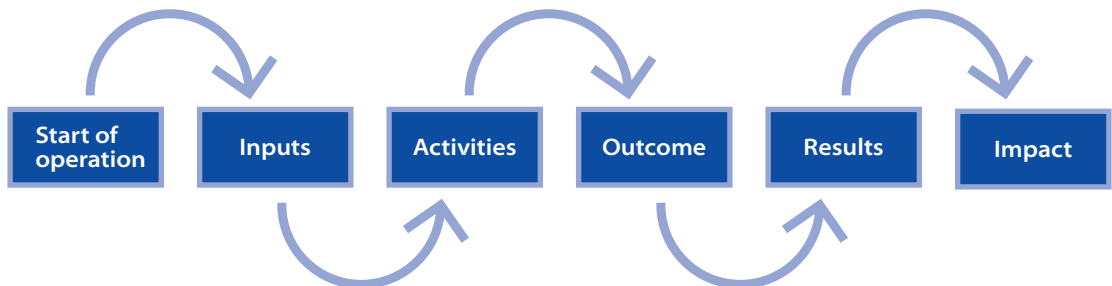 Start of
operation
Inputs
Activities
Outcome
Results
Impact